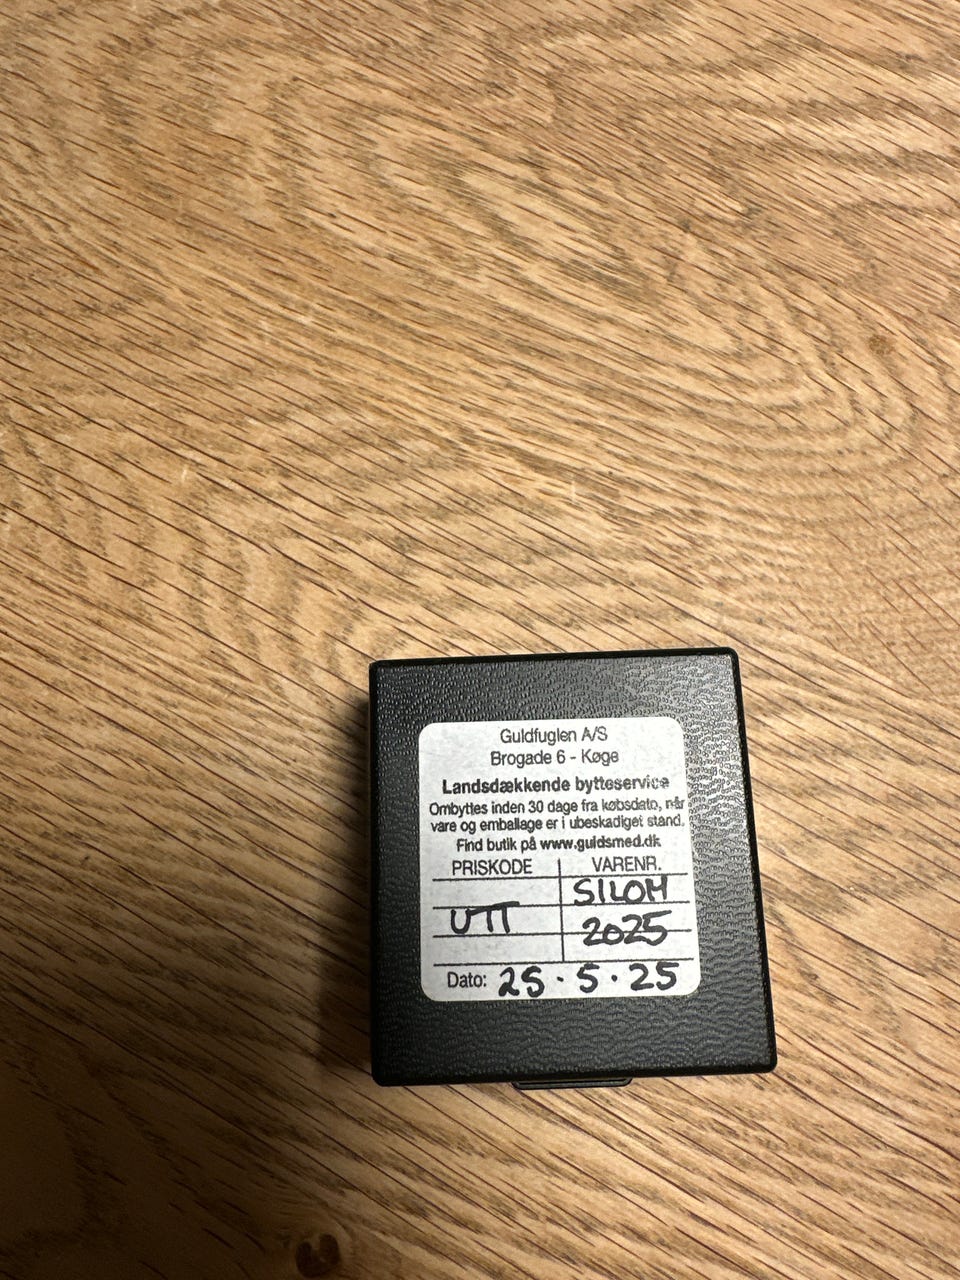 Guldfuglen A/S
Brogade 6 - Køge
Landsdækkende bytteservice
Ombyttes inden 30 dage fra købsdato, når
vare og emballage er i ubeskadiget stand.
Find butik på www.guldsmed.dk
PRISKODE VARENR.
SILOH
UTT 2025
Dato: 25.5.25